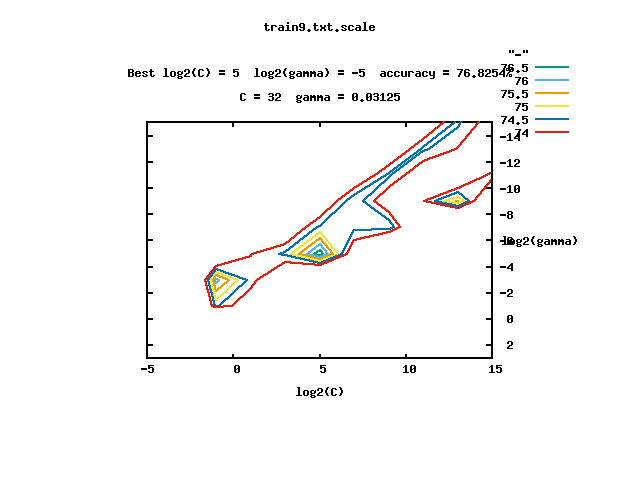 train9.txt.scale
"-"
Best log2(C) = 5 log2(gamma) = -5 accuracy = 76.8254%
76.5
76
75.5
75
74.5
74
C = 32 gamma = 0.03125
-14
-12
-10
-8
-6
log2(gamma)
-4
-2
0
2
-5 0 5 10 15
log2(C)